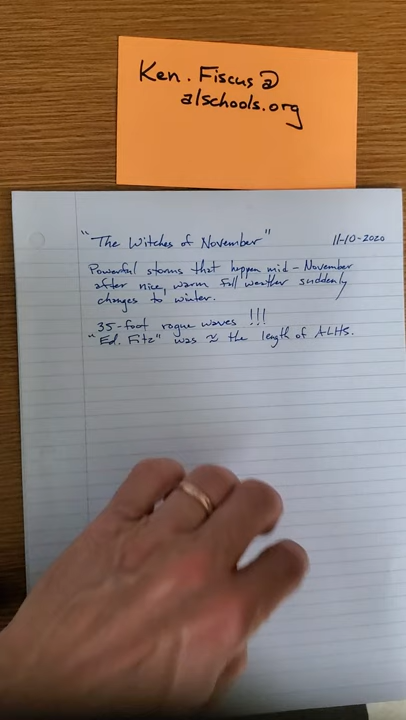 Ken.Fiscus@
alschools.org
"The Witches of November" 11-10-2020
Powerful storms that happen mid-November
after nice, warm fall weather suddenly
changes to winter.
35-foot rogue waves !!!
"Ed. Fitz" was ≈ the length of ALHS.